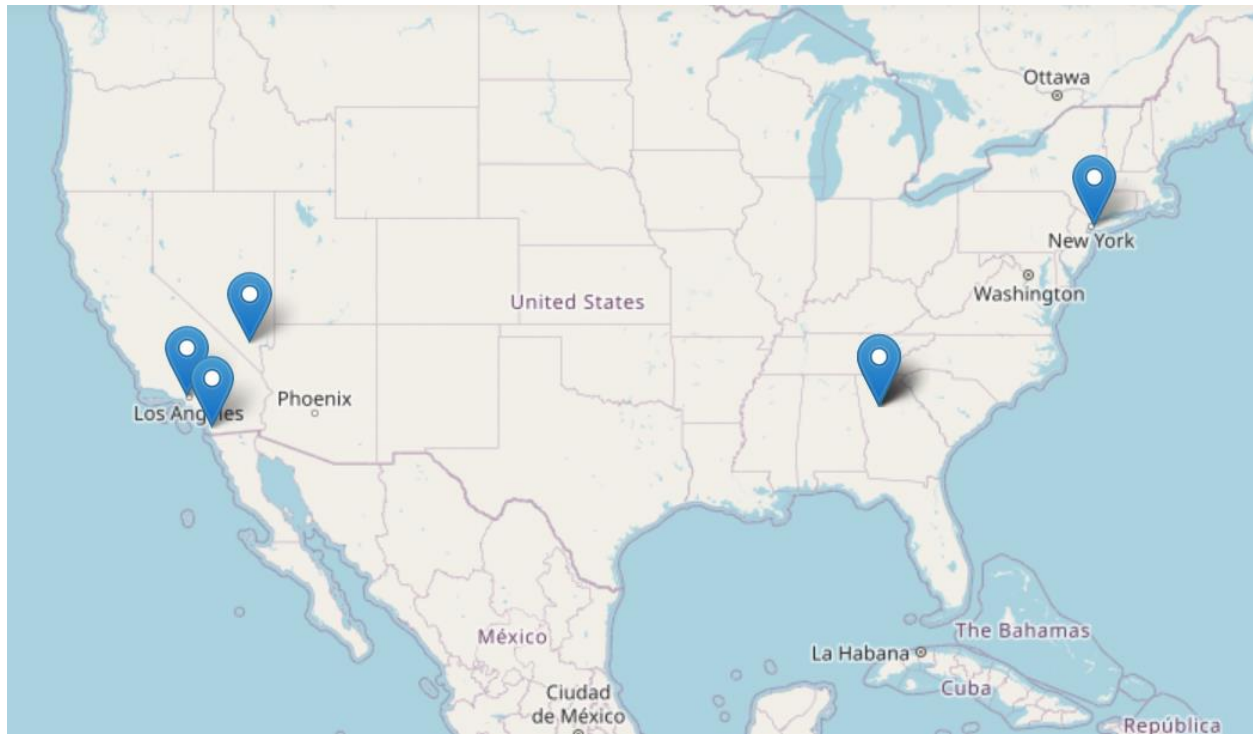 Ottawa
New York
Washington
United States
Los Angeles
Phoenix
México
The Bahamas
La Habana
Cuba
Ciudad
de México
República